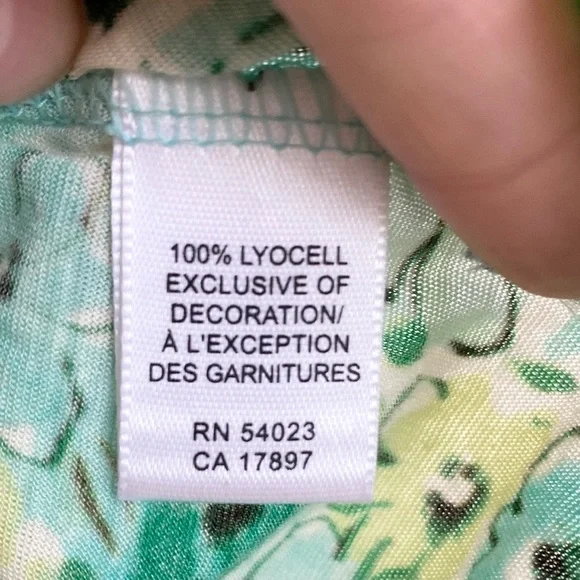 100% LYOCELL
EXCLUSIVE OF
DECORATION/
À L'EXCEPTION
DES GARNITURES
RN 54023
CA 17897